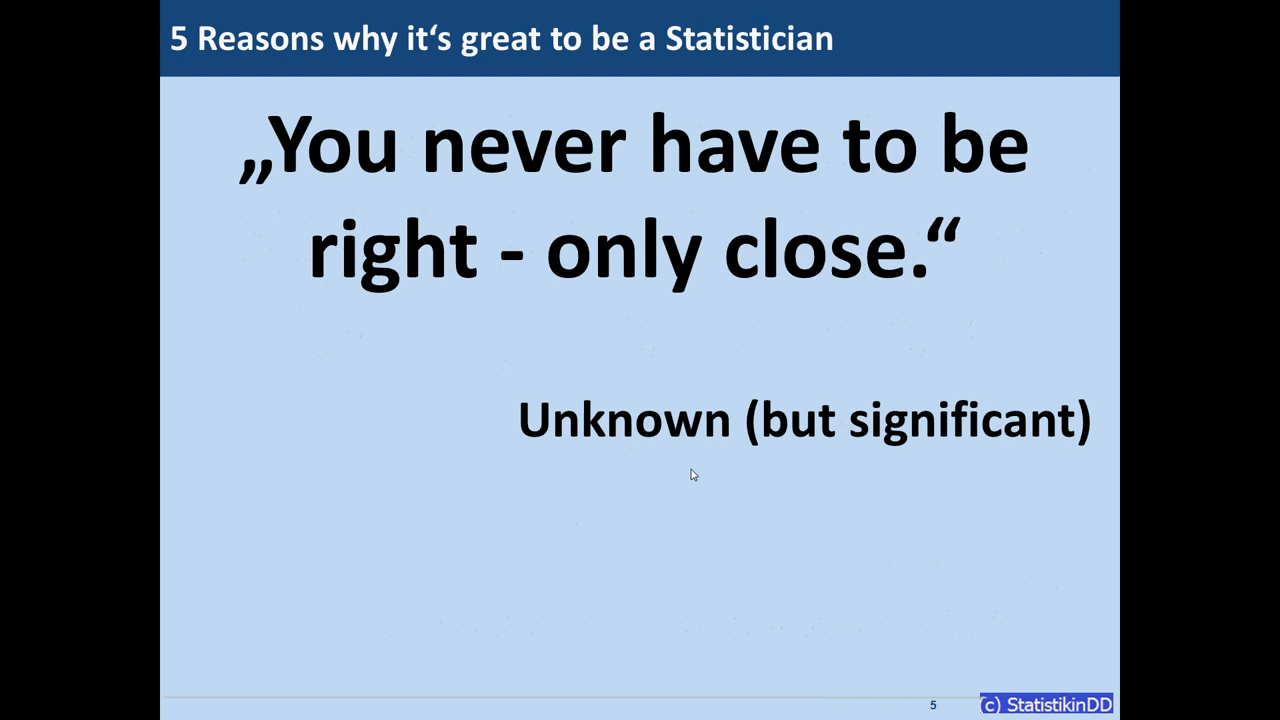 5 Reasons why it‘s great to be a Statistician
„You never have to be
right - only close.“
Unknown (but significant)
5
(c) StatistikinDD